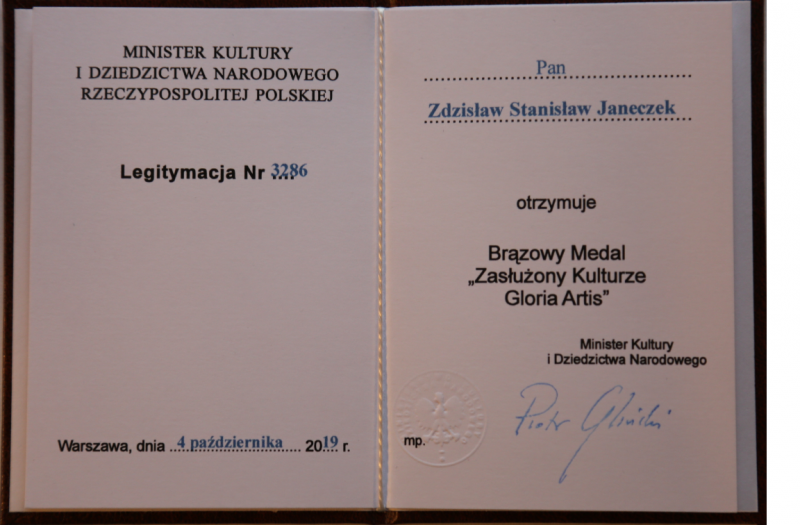 MINISTER KULTURY
I DZIEDZICTWA NARODOWEGO
RZECZYPOSPOLITEJ POLSKIEJ
Legitymacja Nr 3286
Warszawa, dnia 4 października 2019 r.
Pan
Zdzisław Stanisław Janeczek
otrzymuje
Brązowy Medal
„Zasłużony Kulturze
Gloria Artis”
Minister Kultury
i Dziedzictwa Narodowego
Piotr Gliński
mp.